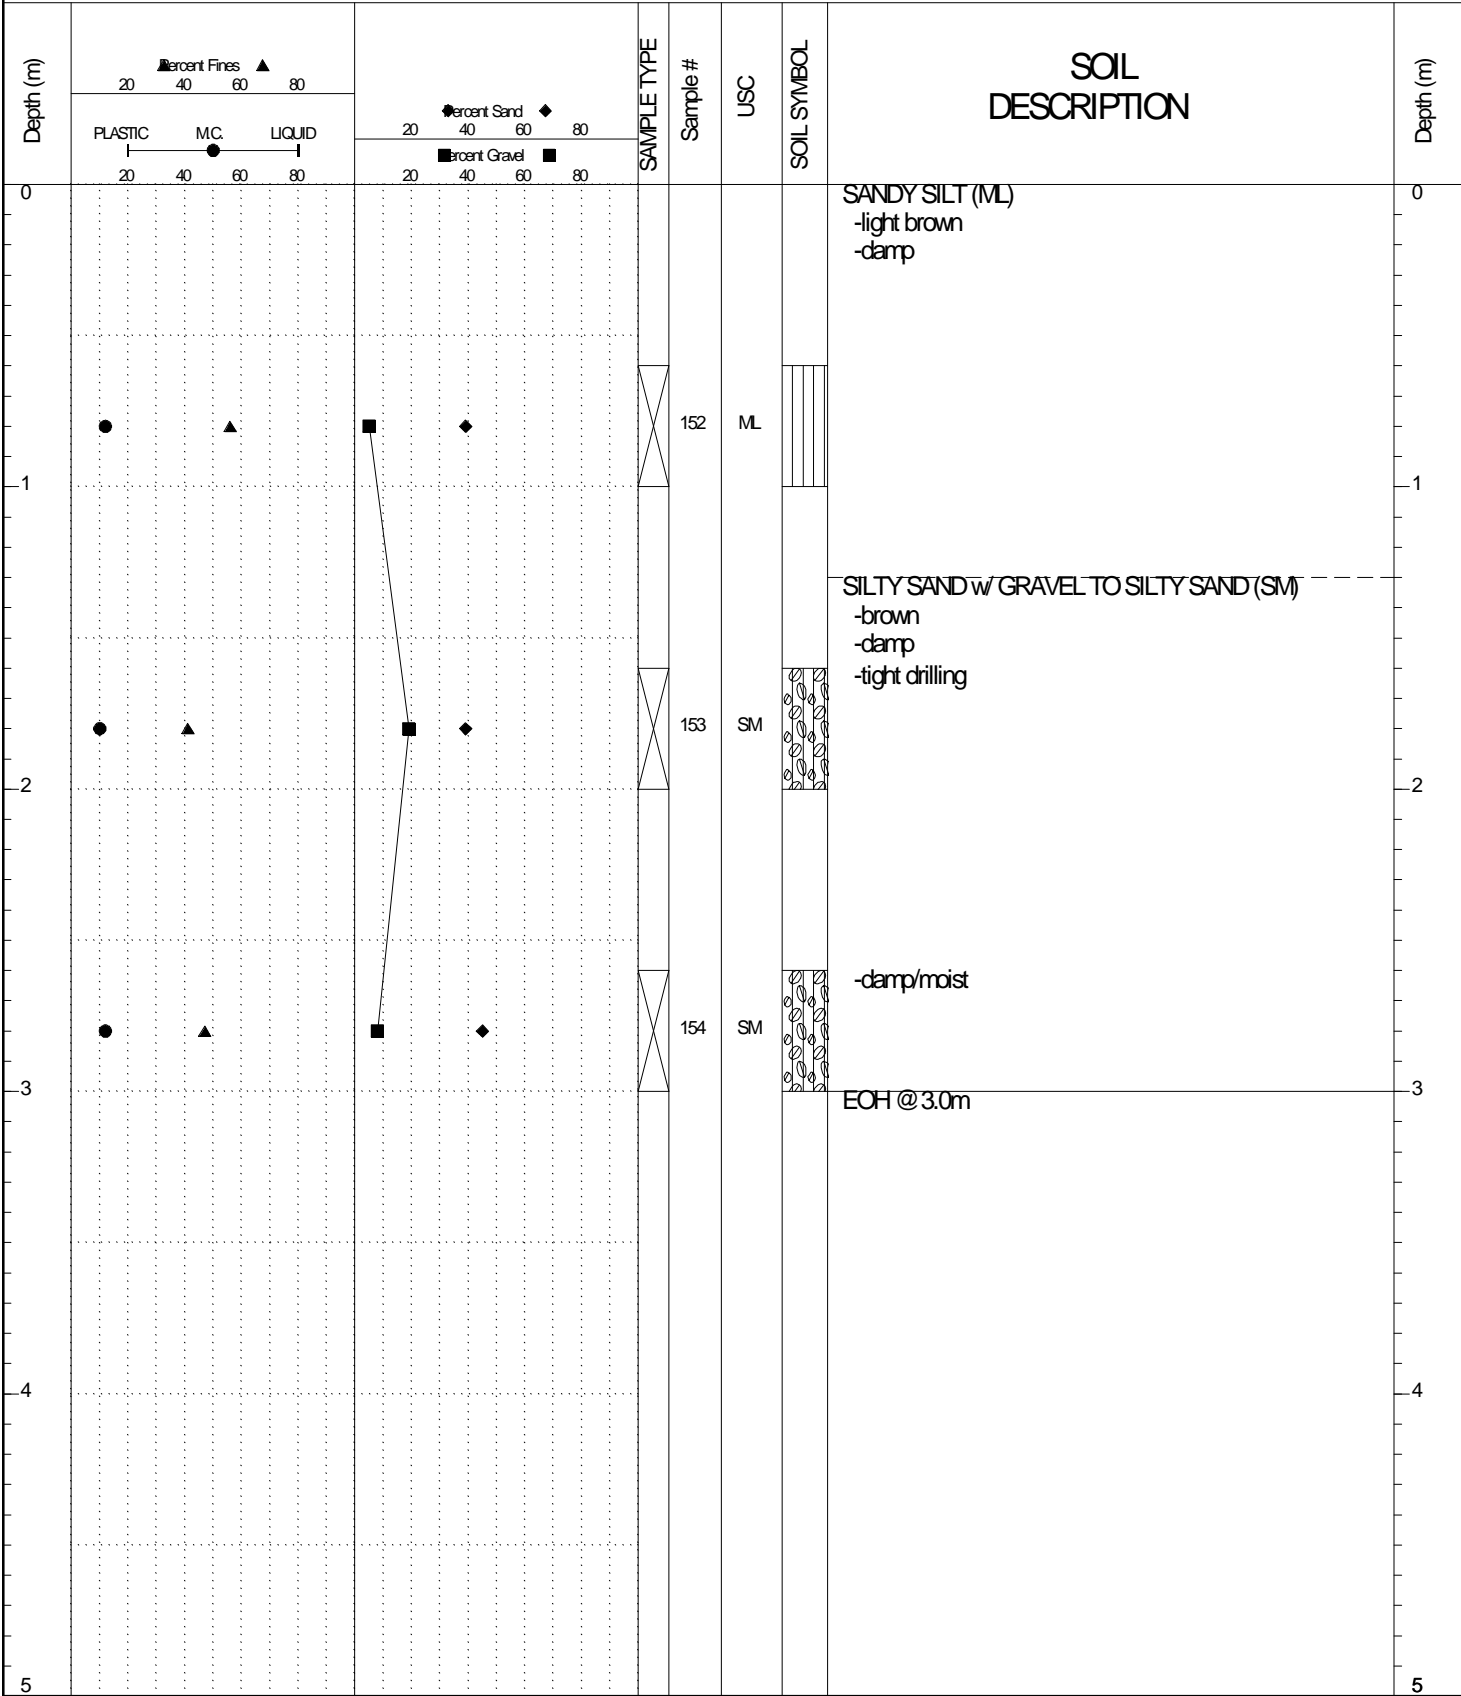 Depth (m)
Percent Fines
20 40 60 80
PLASTIC M.C. LIQUID
20 40 60 80
Percent Sand
20 40 60 80
Percent Gravel
20 40 60 80
SAMPLE TYPE
Sample #
USC
SOIL SYMBOL
SOIL
DESCRIPTION
Depth (m)
0 0
SANDY SILT (ML)
-light brown
-damp
152 ML
1 1
SILTY SAND w/ GRAVEL TO SILTY SAND (SM)
-brown
-damp
-tight drilling
153 SM
2 2
-damp/moist
154 SM
3 3
EOH @ 3.0m
4 4
5 5